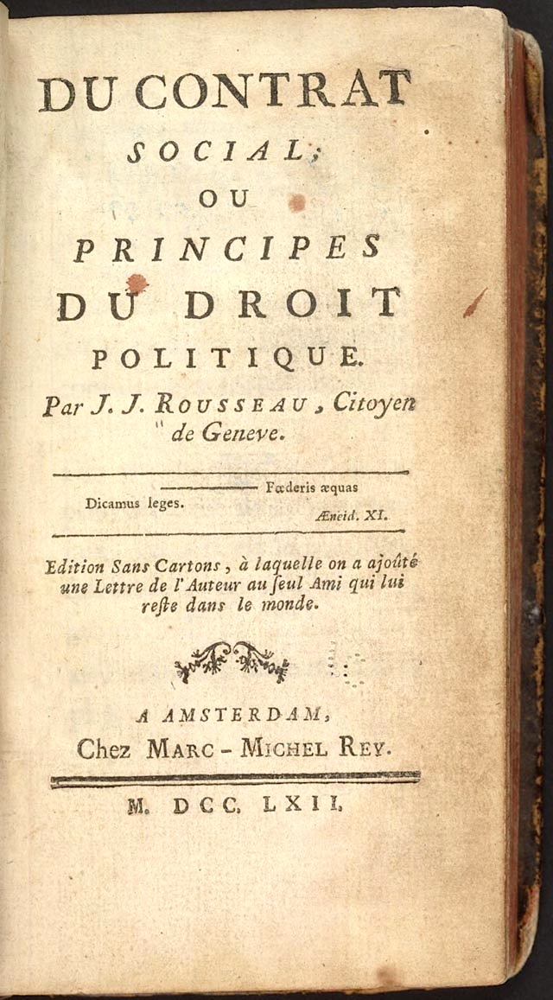 DU CONTRAT
SOCIAL;
OU
PRINCIPES
DU DROIT
POLITIQUE.
Par J. J. ROUSSEAU, Citoyen
de Geneve.
Fœderis æquas
Dicamus leges.
Æneid. XI.
Edition Sans Cartons, à laquelle on a ajoûté
une Lettre de l'Auteur au ſeul Ami qui lui
reſte dans le monde.
A AMSTERDAM,
Chez MARC-MICHEL REY.
M. DCC. LXII.